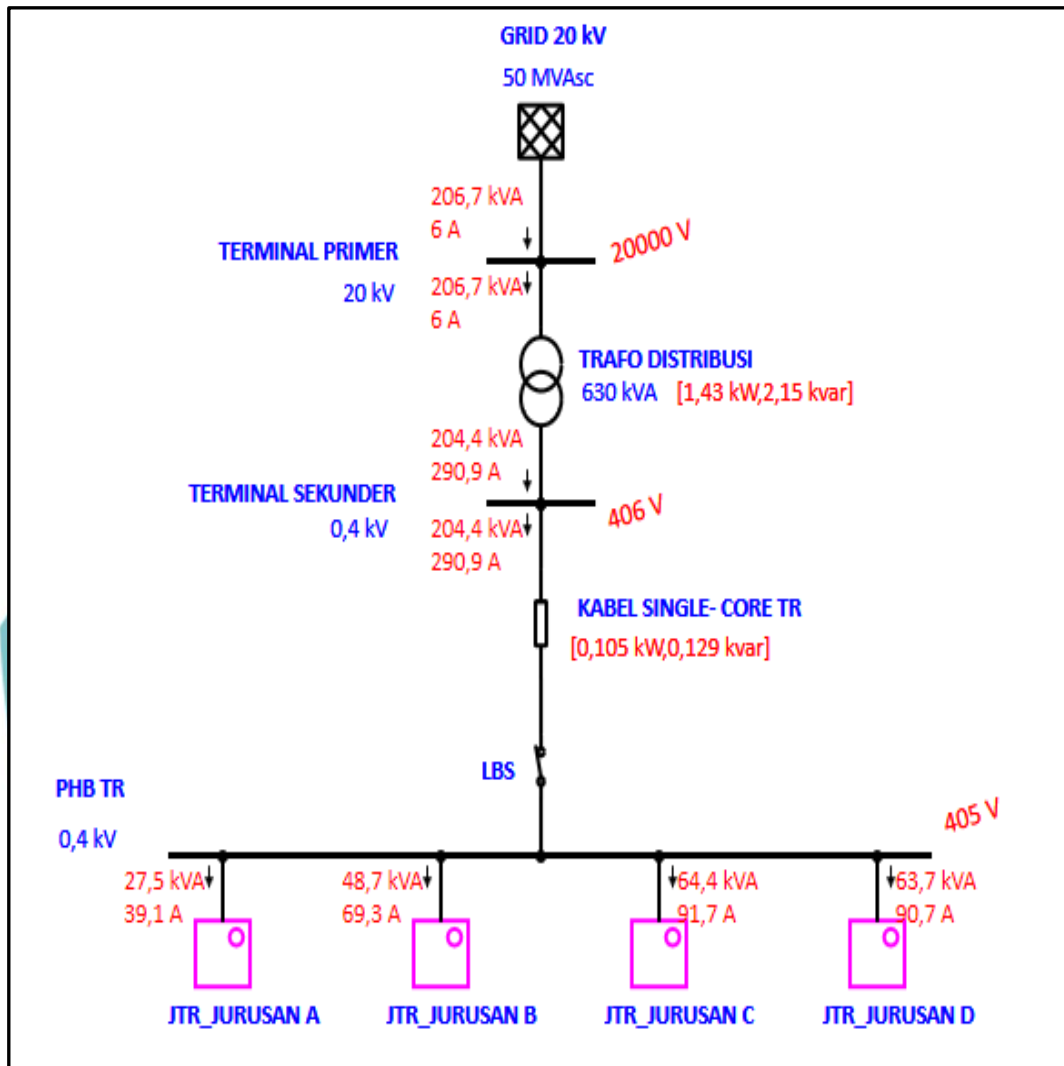 GRID 20 kV
50 MVAsc
206,7 kVA
6 A
20000 V
TERMINAL PRIMER
20 kV
206,7 kVA
6 A
TRAFO DISTRIBUSI
630 kVA [1,43 kW,2,15 kvar]
204,4 kVA
290,9 A
TERMINAL SEKUNDER
0,4 kV
406 V
204,4 kVA
290,9 A
KABEL SINGLE- CORE TR
[0,105 kW,0,129 kvar]
LBS
PHB TR
0,4 kV
405 V
27,5 kVA
39,1 A
48,7 kVA
69,3 A
64,4 kVA
91,7 A
63,7 kVA
90,7 A
JTR_JURUSAN A
JTR_JURUSAN B
JTR_JURUSAN C
JTR_JURUSAN D